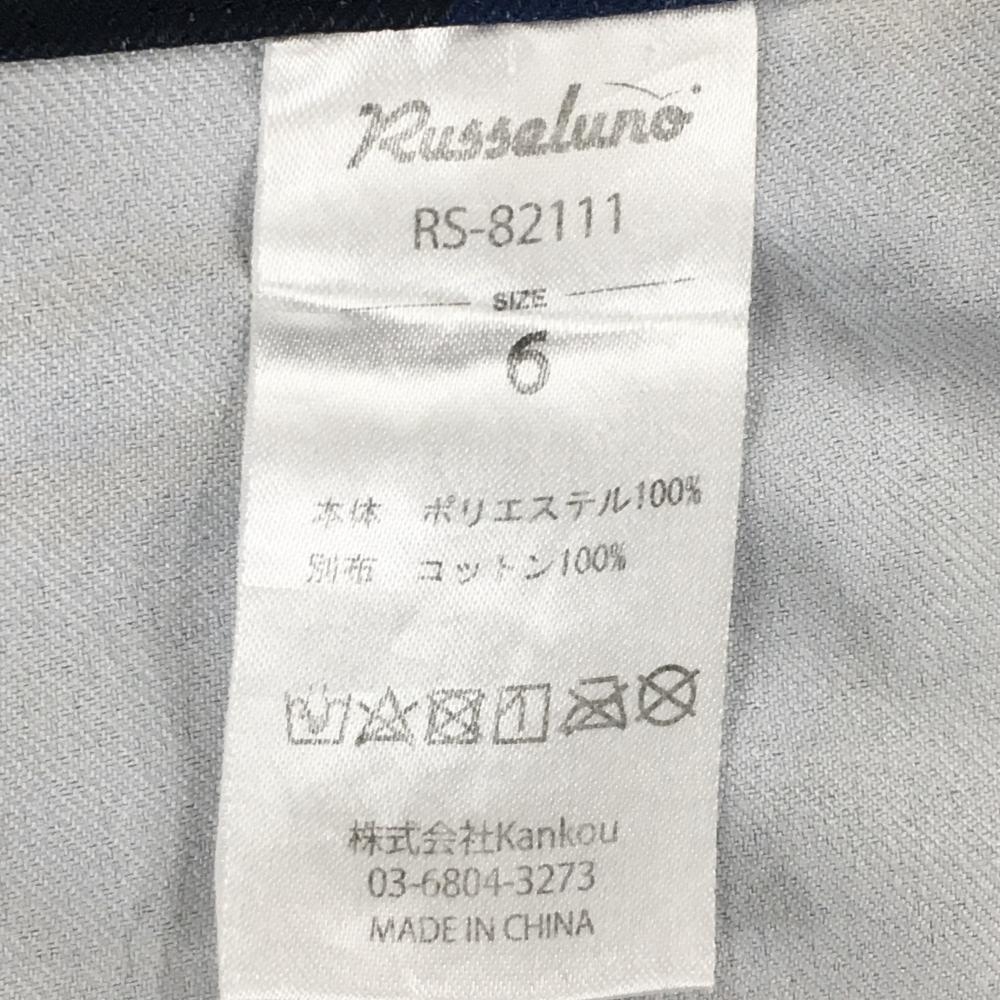 Russeluno
RS-82111
SIZE
6
本体 ポリエステル100%
別布 コットン100%
株式会社Kankou
03-6804-3273
MADE IN CHINA